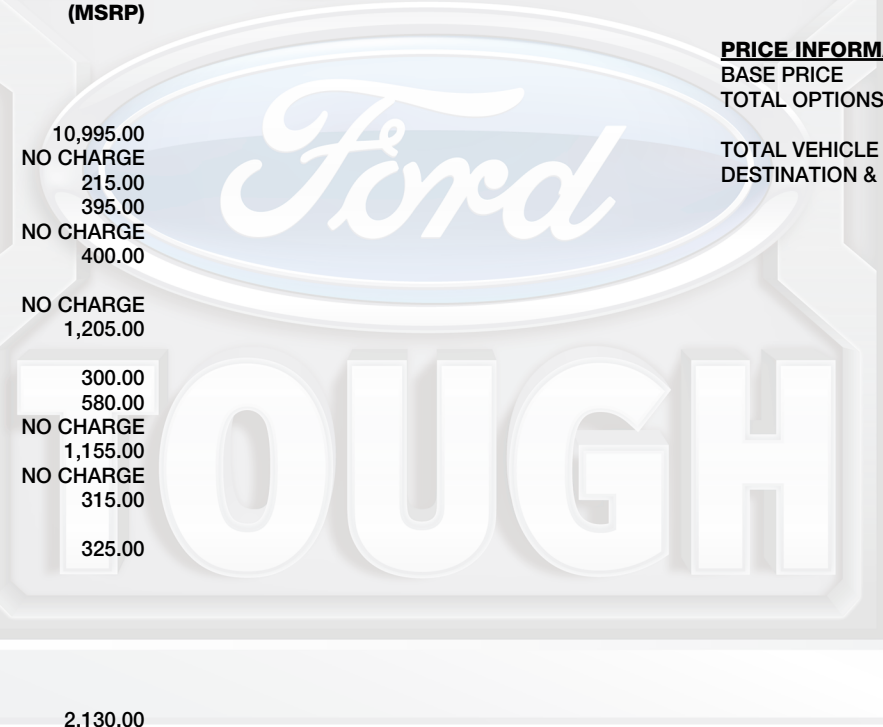 (MSRP)
10,995.00
NO CHARGE
215.00
395.00
NO CHARGE
400.00
NO CHARGE
1,205.00
300.00
580.00
NO CHARGE
1,155.00
NO CHARGE
315.00
325.00
2,130.00
PRICE INFORMA
BASE PRICE
TOTAL OPTIONS
TOTAL VEHICLE
DESTINATION &
Ford
TOUGH